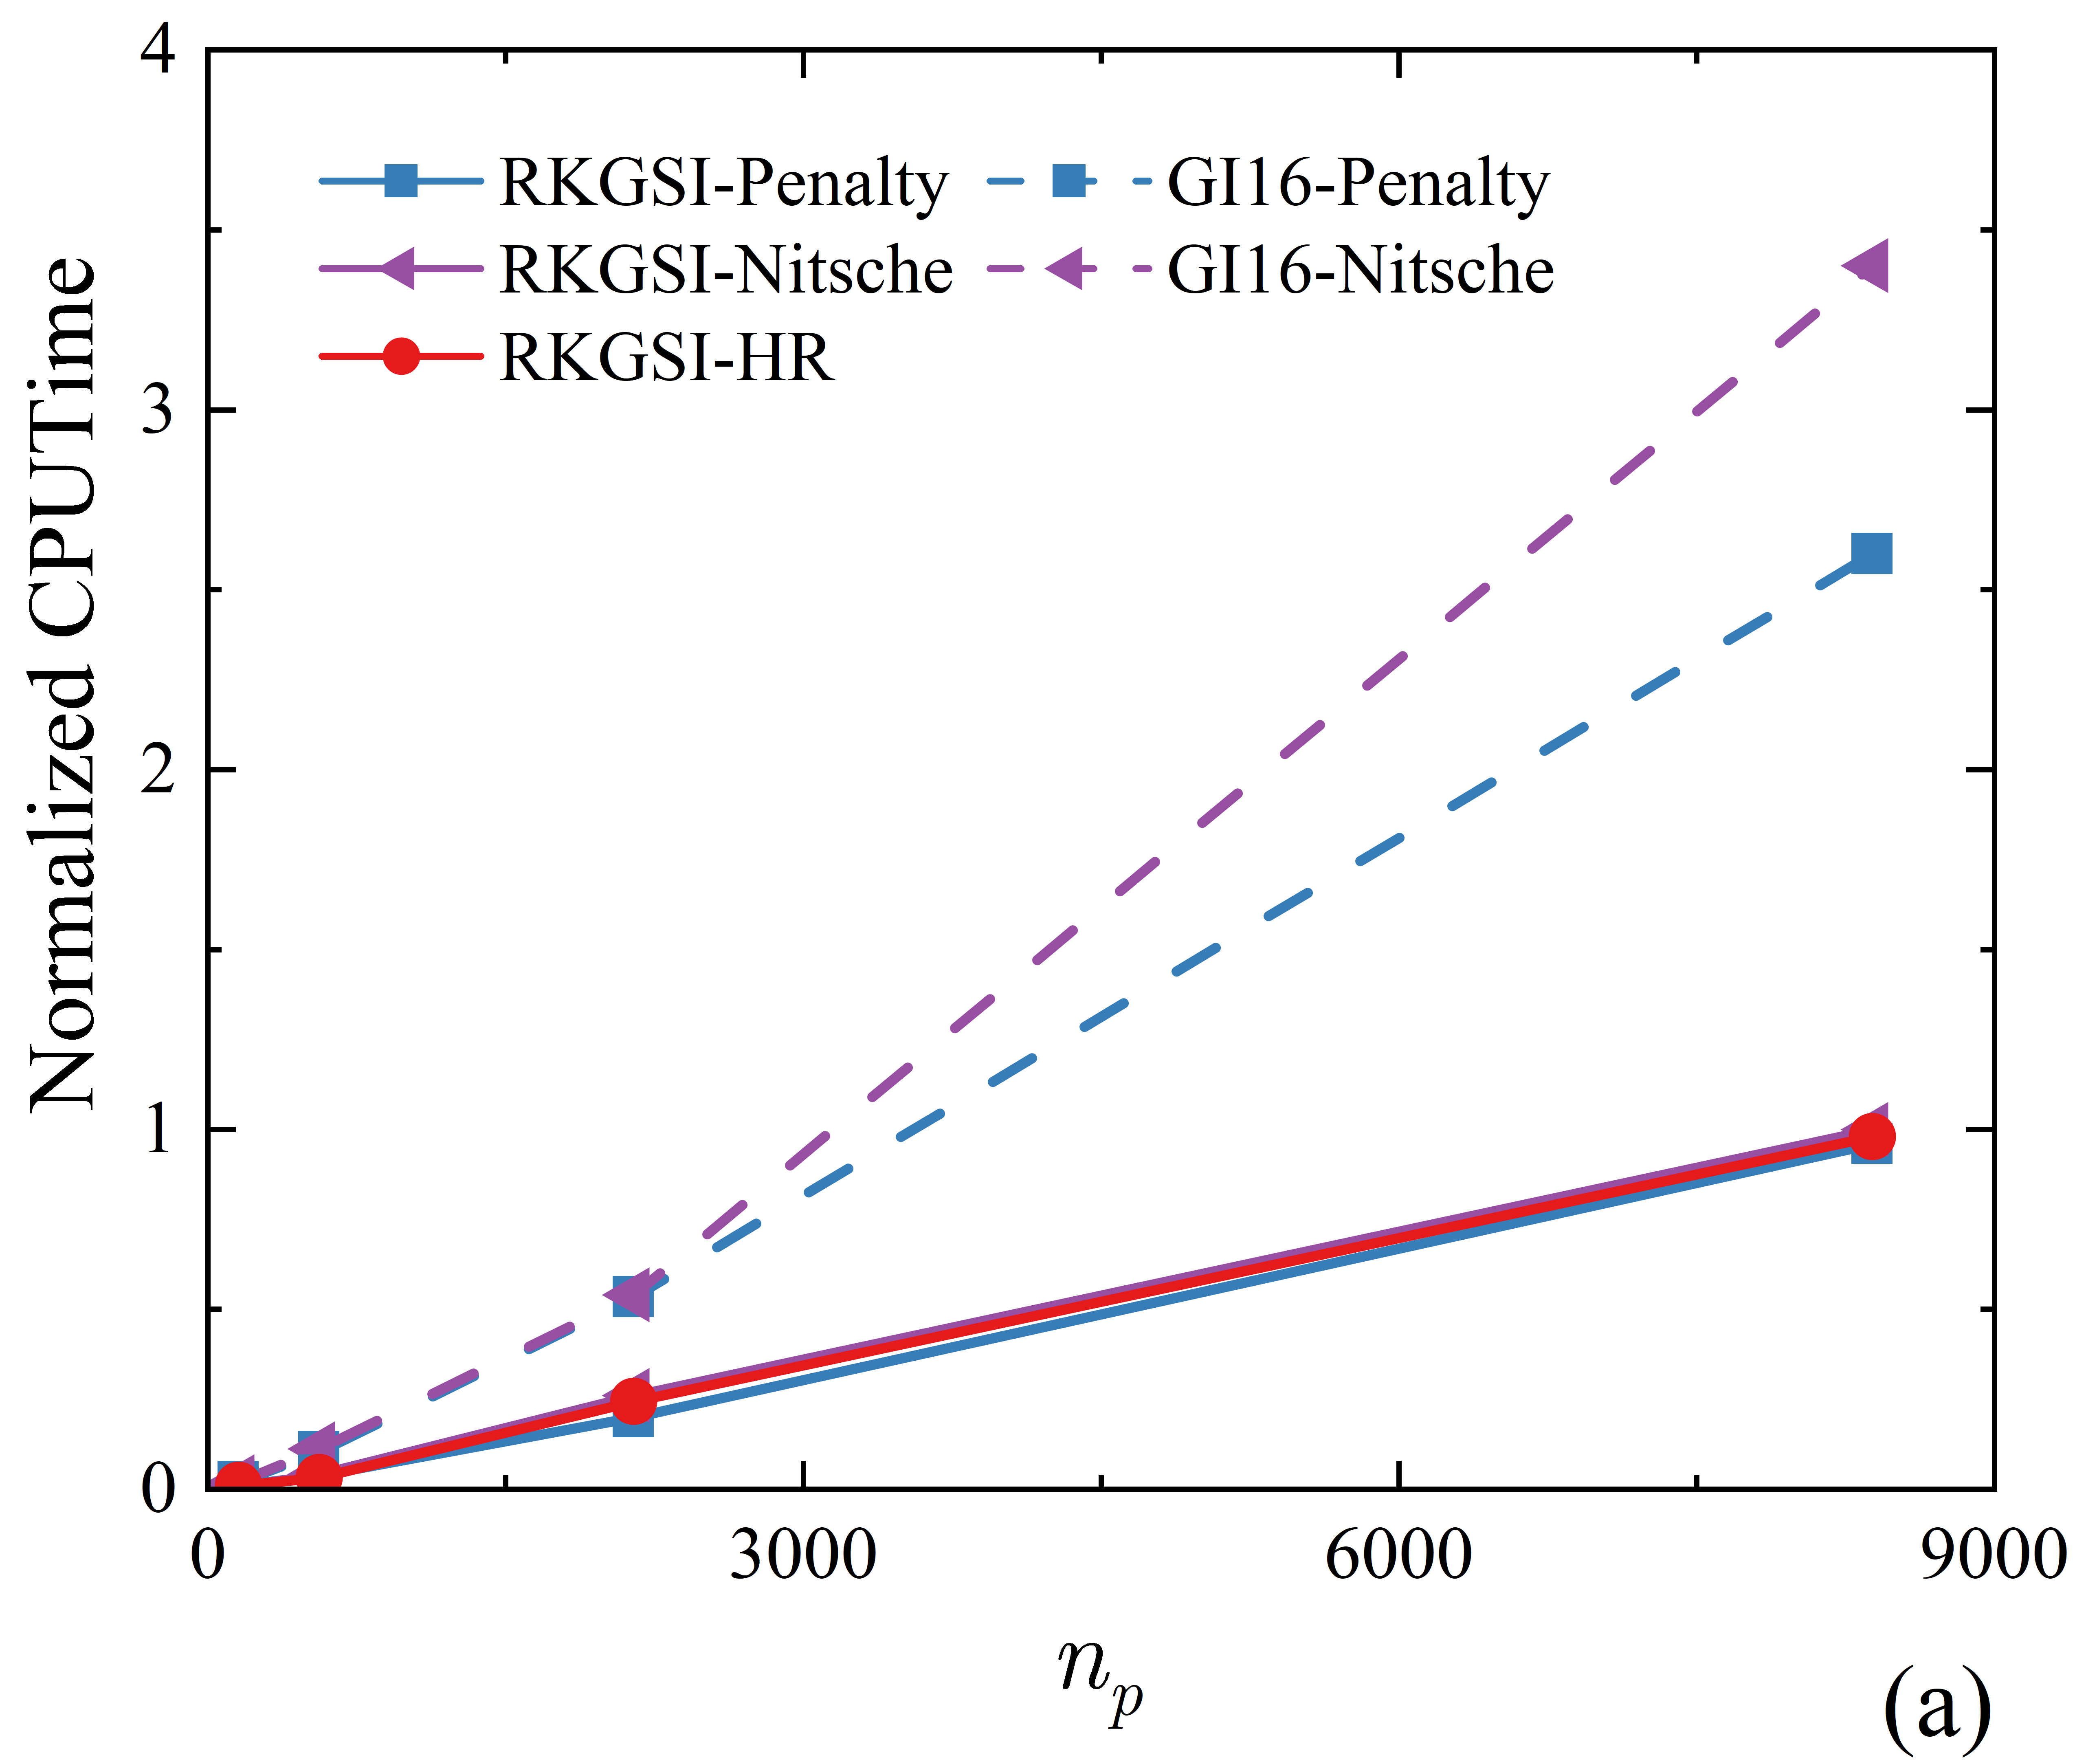 4
RKGSI-Penalty GI16-Penalty
RKGSI-Nitsche GI16-Nitsche
RKGSI-HR
3
2
1
0
Normalized CPUTime
0 3000 6000 9000
n_p
(a)